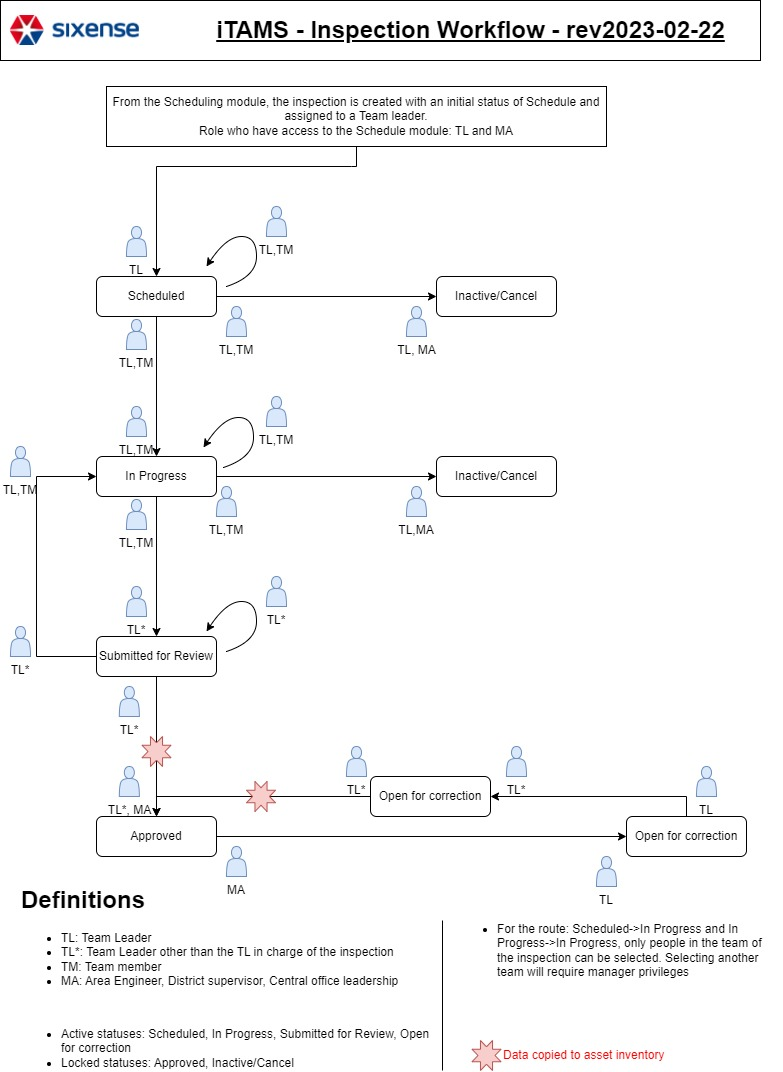 sixense
iTAMS - Inspection Workflow - rev2023-02-22
From the Scheduling module, the inspection is created with an initial status of Schedule and
assigned to a Team leader.
Role who have access to the Schedule module: TL and MA
TL,TM
TL
Scheduled
Inactive/Cancel
TL,TM
TL,TM
TL, MA
TL,TM
TL,TM
TL,TM
In Progress
Inactive/Cancel
TL,TM
TL,TM
TL,TM
TL,MA
TL*
TL*
Submitted for Review
TL*
TL*
TL*
TL*
TL*, MA
Open for correction
TL
Approved
Open for correction
MA
TL
Definitions
• TL: Team Leader
• TL*: Team Leader other than the TL in charge of the inspection
• TM: Team member
• MA: Area Engineer, District supervisor, Central office leadership
• Active statuses: Scheduled, In Progress, Submitted for Review, Open
for correction
• Locked statuses: Approved, Inactive/Cancel
• For the route: Scheduled->In Progress and In
Progress->In Progress, only people in the team of
the inspection can be selected. Selecting another
team will require manager privileges
Data copied to asset inventory